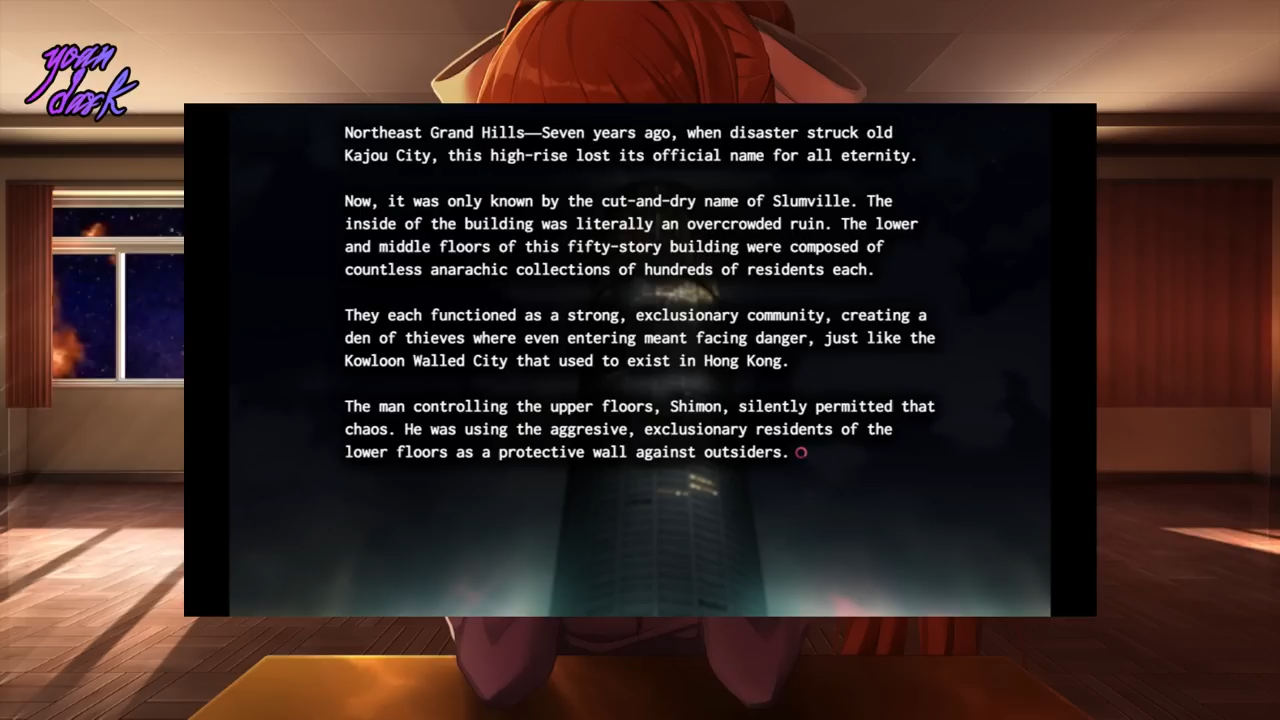 yoan
dark
Northeast Grand Hills──Seven years ago, when disaster struck old
Kajou City, this high-rise lost its official name for all eternity.
Now, it was only known by the cut-and-dry name of Slumville. The
inside of the building was literally an overcrowded ruin. The lower
and middle floors of this fifty-story building were composed of
countless anarachic collections of hundreds of residents each.
They each functioned as a strong, exclusionary community, creating a
den of thieves where even entering meant facing danger, just like the
Kowloon Walled City that used to exist in Hong Kong.
The man controlling the upper floors, Shimon, silently permitted that
chaos. He was using the aggresive, exclusionary residents of the
lower floors as a protective wall against outsiders.